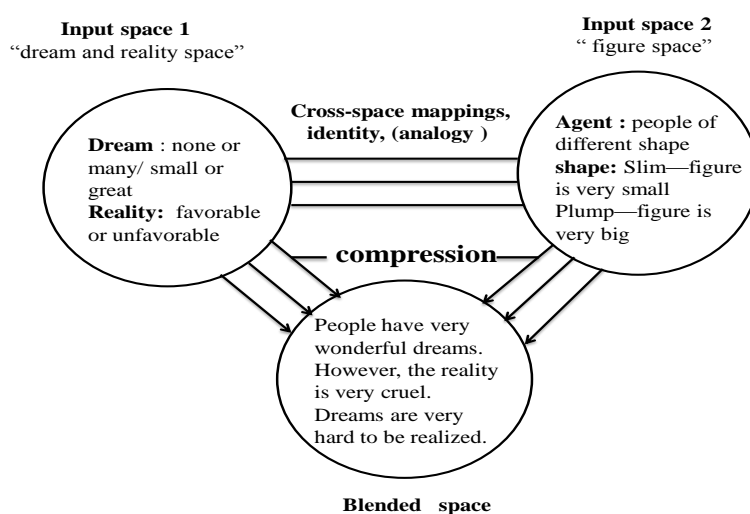 Input space 1
“dream and reality space”
Input space 2
“ figure space”
Cross-space mappings,
identity, (analogy )
Dream : none or
many/ small or
great
Reality: favorable
or unfavorable
Agent : people of
different shape
shape: Slim—figure
is very small
Plump—figure is
very big
compression
People have very
wonderful dreams.
However, the reality
is very cruel.
Dreams are very
hard to be realized.
Blended space